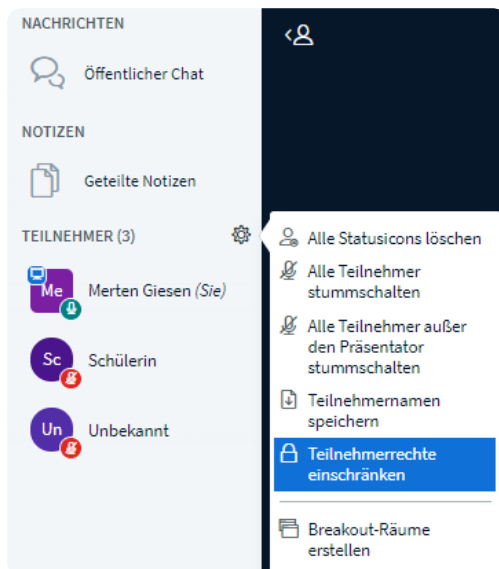 NACHRICHTEN
Öffentlicher Chat
NOTIZEN
Geteilte Notizen
TEILNEHMER (3)
Me Merten Giesen (Sie)
Sc Schülerin
Un Unbekannt
Alle Statusicons löschen
Alle Teilnehmer
stummschalten
Alle Teilnehmer außer
den Präsentator
stummschalten
Teilnehmernamen
speichern
Teilnehmerrechte
einschränken
Breakout-Räume
erstellen